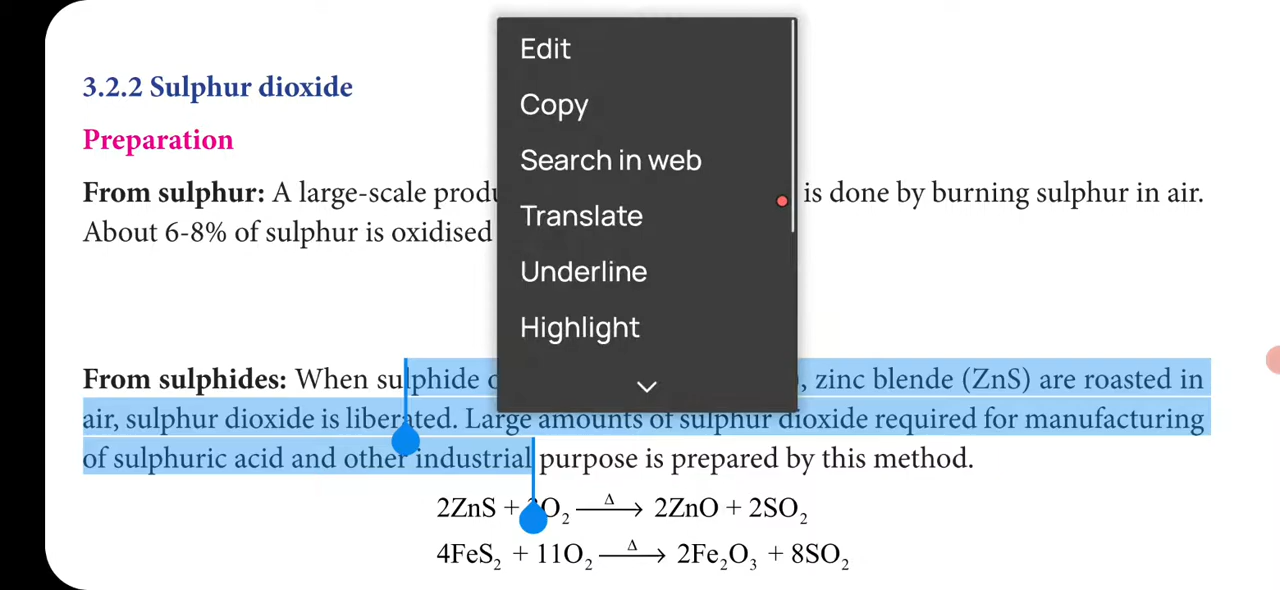 3.2.2 Sulphur dioxide
Preparation
From sulphur: A large-scale produ is done by burning sulphur in air.
About 6-8% of sulphur is oxidised
From sulphides: When sulphide , zinc blende (ZnS) are roasted in
air, sulphur dioxide is liberated. Large amounts of sulphur dioxide required for manufacturing
of sulphuric acid and other industrial purpose is prepared by this method.
2ZnS + O₂ —Δ→ 2ZnO + 2SO₂
4FeS₂ + 11O₂ —Δ→ 2Fe₂O₃ + 8SO₂
Edit
Copy
Search in web
Translate
Underline
Highlight